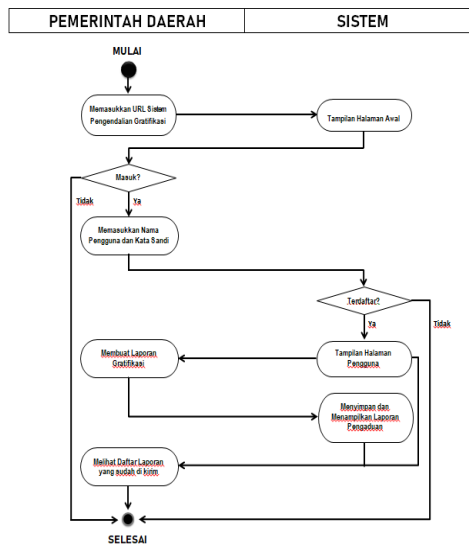 PEMERINTAH DAERAH
SISTEM
MULAI
Memasukkan URL Sistem
Pengendalian Gratifikasi
Tampilan Halaman Awal
Masuk?
Tidak
Ya
Memasukkan Nama
Pengguna dan Kata Sandi
Terdaftar?
Ya
Tidak
Membuat Laporan
Gratifikasi
Tampilan Halaman
Pengguna
Menyimpan dan
Menampilkan Laporan
Pengaduan
Melihat Daftar Laporan
yang sudah di kirim
SELESAI